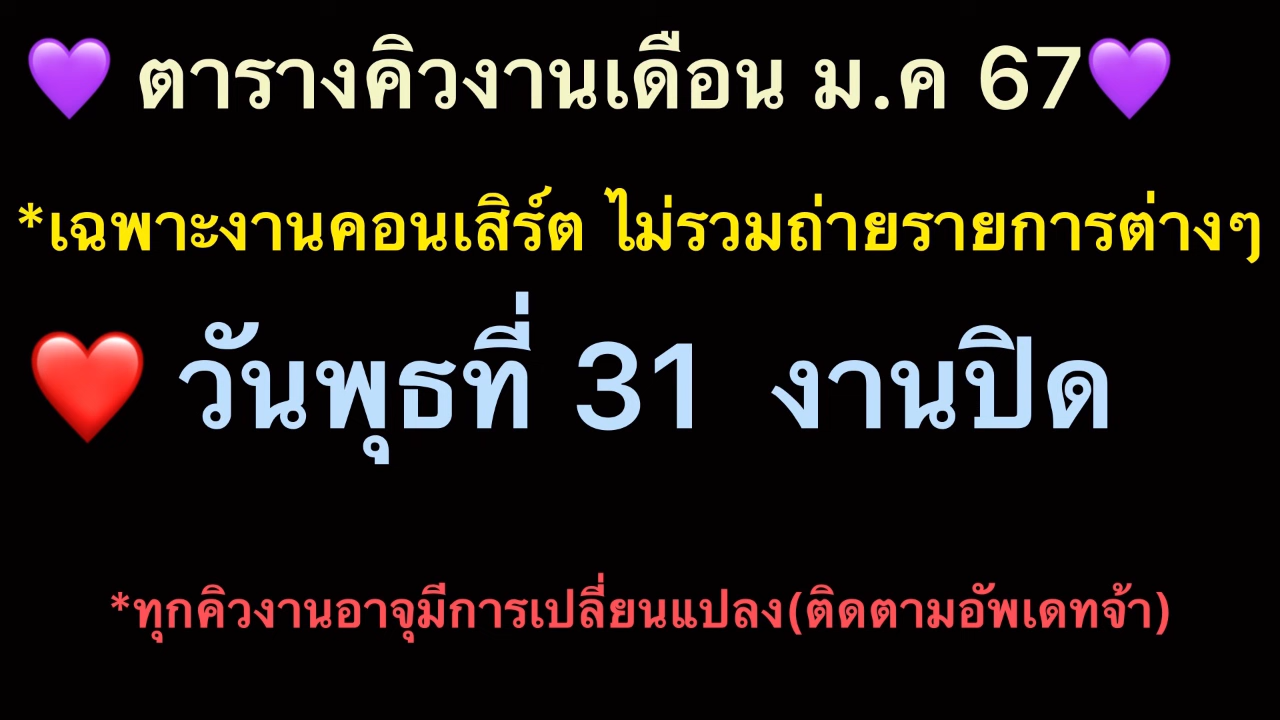 💜 ตารางคิวงานเดือน ม.ค 67💜
*เฉพาะงานคอนเสิร์ต ไม่รวมถ่ายรายการต่างๆ
❤️ วันพุธที่ 31 งานปิด
*ทุกคิวงานอาจุมีการเปลี่ยนแปลง(ติดตามอัพเดทจ้า)